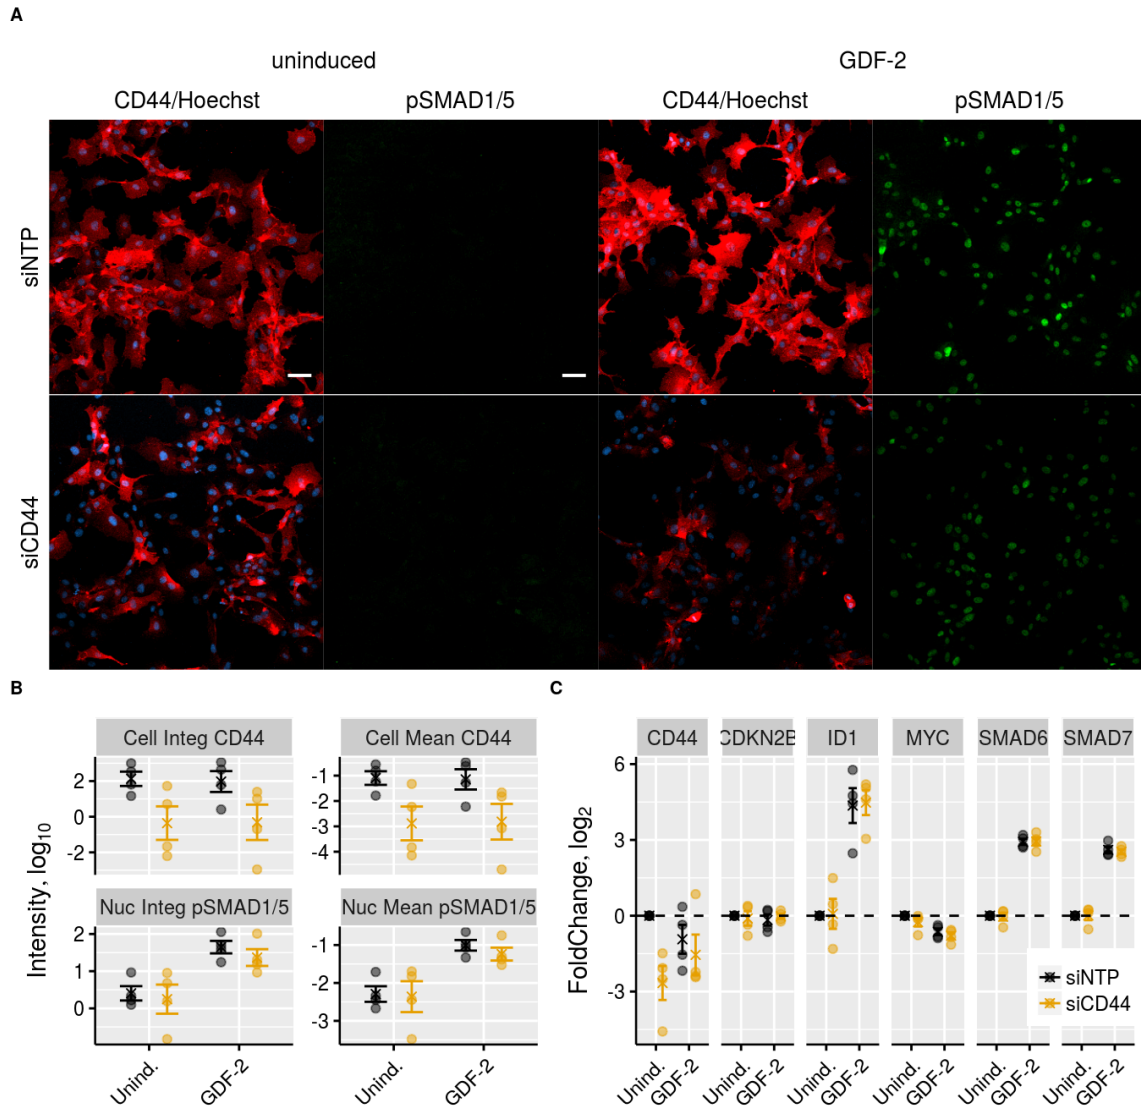 A
uninduced GDF-2
CD44/Hoechst pSMAD1/5 CD44/Hoechst pSMAD1/5
siNTP
siCD44
B
Cell Integ CD44 Cell Mean CD44
2
0
-2
-1
-2
-3
-4
Nuc Integ pSMAD1/5 Nuc Mean pSMAD1/5
2
1
0
-1
-2
-3
Intensity, log10
Unind. GDF-2 Unind. GDF-2
C
CD44 CDKN2B ID1 MYC SMAD6 SMAD7
6
3
0
-3
FoldChange, log2
siNTP
siCD44
Unind. GDF-2 Unind. GDF-2 Unind. GDF-2 Unind. GDF-2 Unind. GDF-2 Unind. GDF-2